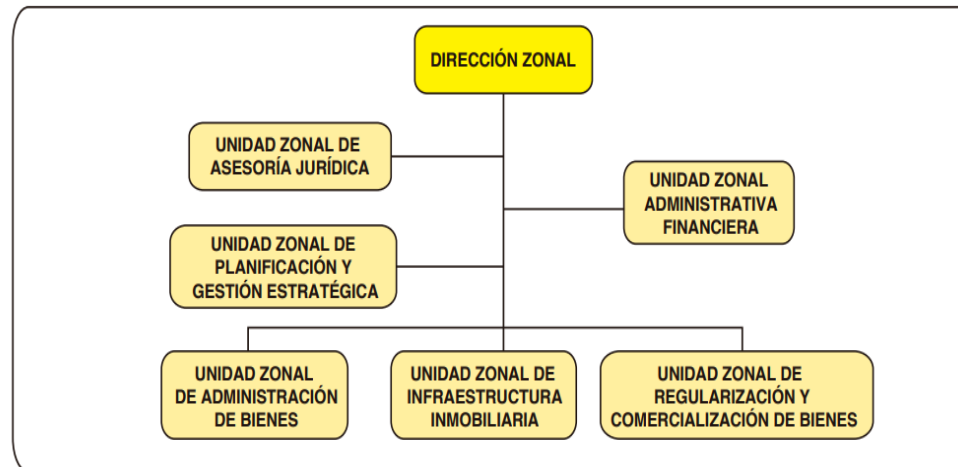 DIRECCIÓN ZONAL
UNIDAD ZONAL DE
ASESORÍA JURÍDICA
UNIDAD ZONAL
ADMINISTRATIVA
FINANCIERA
UNIDAD ZONAL DE
PLANIFICACIÓN Y
GESTIÓN ESTRATÉGICA
UNIDAD ZONAL
DE ADMINISTRACIÓN
DE BIENES
UNIDAD ZONAL DE
INFRAESTRUCTURA
INMOBILIARIA
UNIDAD ZONAL DE
REGULARIZACIÓN Y
COMERCIALIZACIÓN DE BIENES